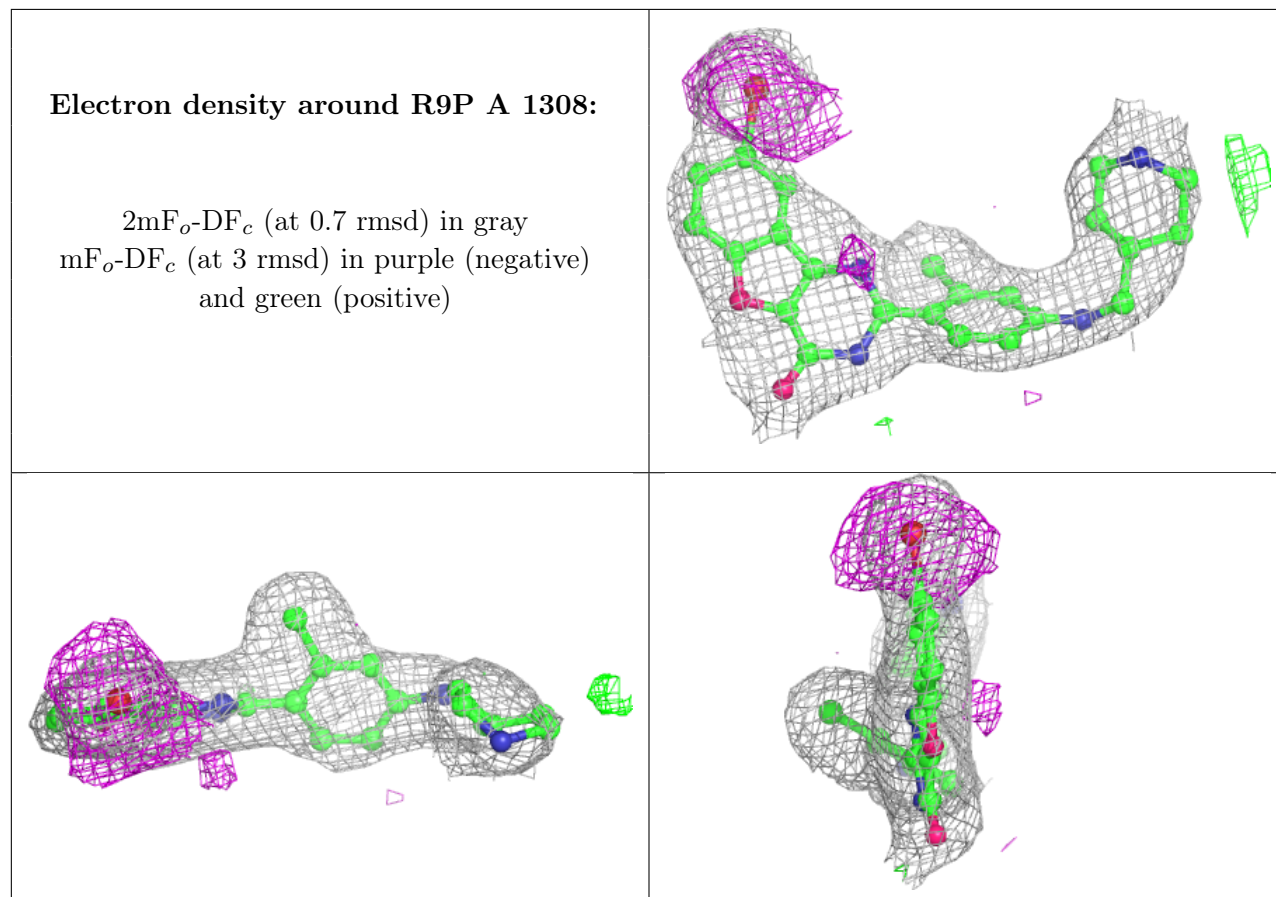 Electron density around R9P A 1308:
2mFo-DFc (at 0.7 rmsd) in gray
mFo-DFc (at 3 rmsd) in purple (negative)
and green (positive)